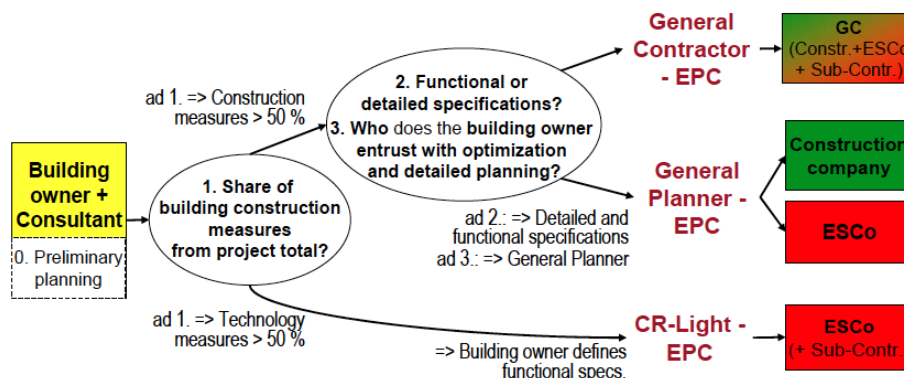 Building
owner +
Consultant
0. Preliminary
planning
1. Share of
building construction
measures
from project total?
ad 1. => Construction
measures > 50 %
2. Functional or
detailed specifications?
3. Who does the building owner
entrust with optimization
and detailed planning?
General
Contractor
- EPC
GC
(Constr.+ESCo
+ Sub-Contr.)
ad 2.: => Detailed and
functional specifications
ad 3.: => General Planner
General
Planner -
EPC
Construction
company
ESCo
ad 1. => Technology
measures > 50 %
=> Building owner defines
functional specs.
CR-Light -
EPC
ESCo
(+ Sub-Contr.